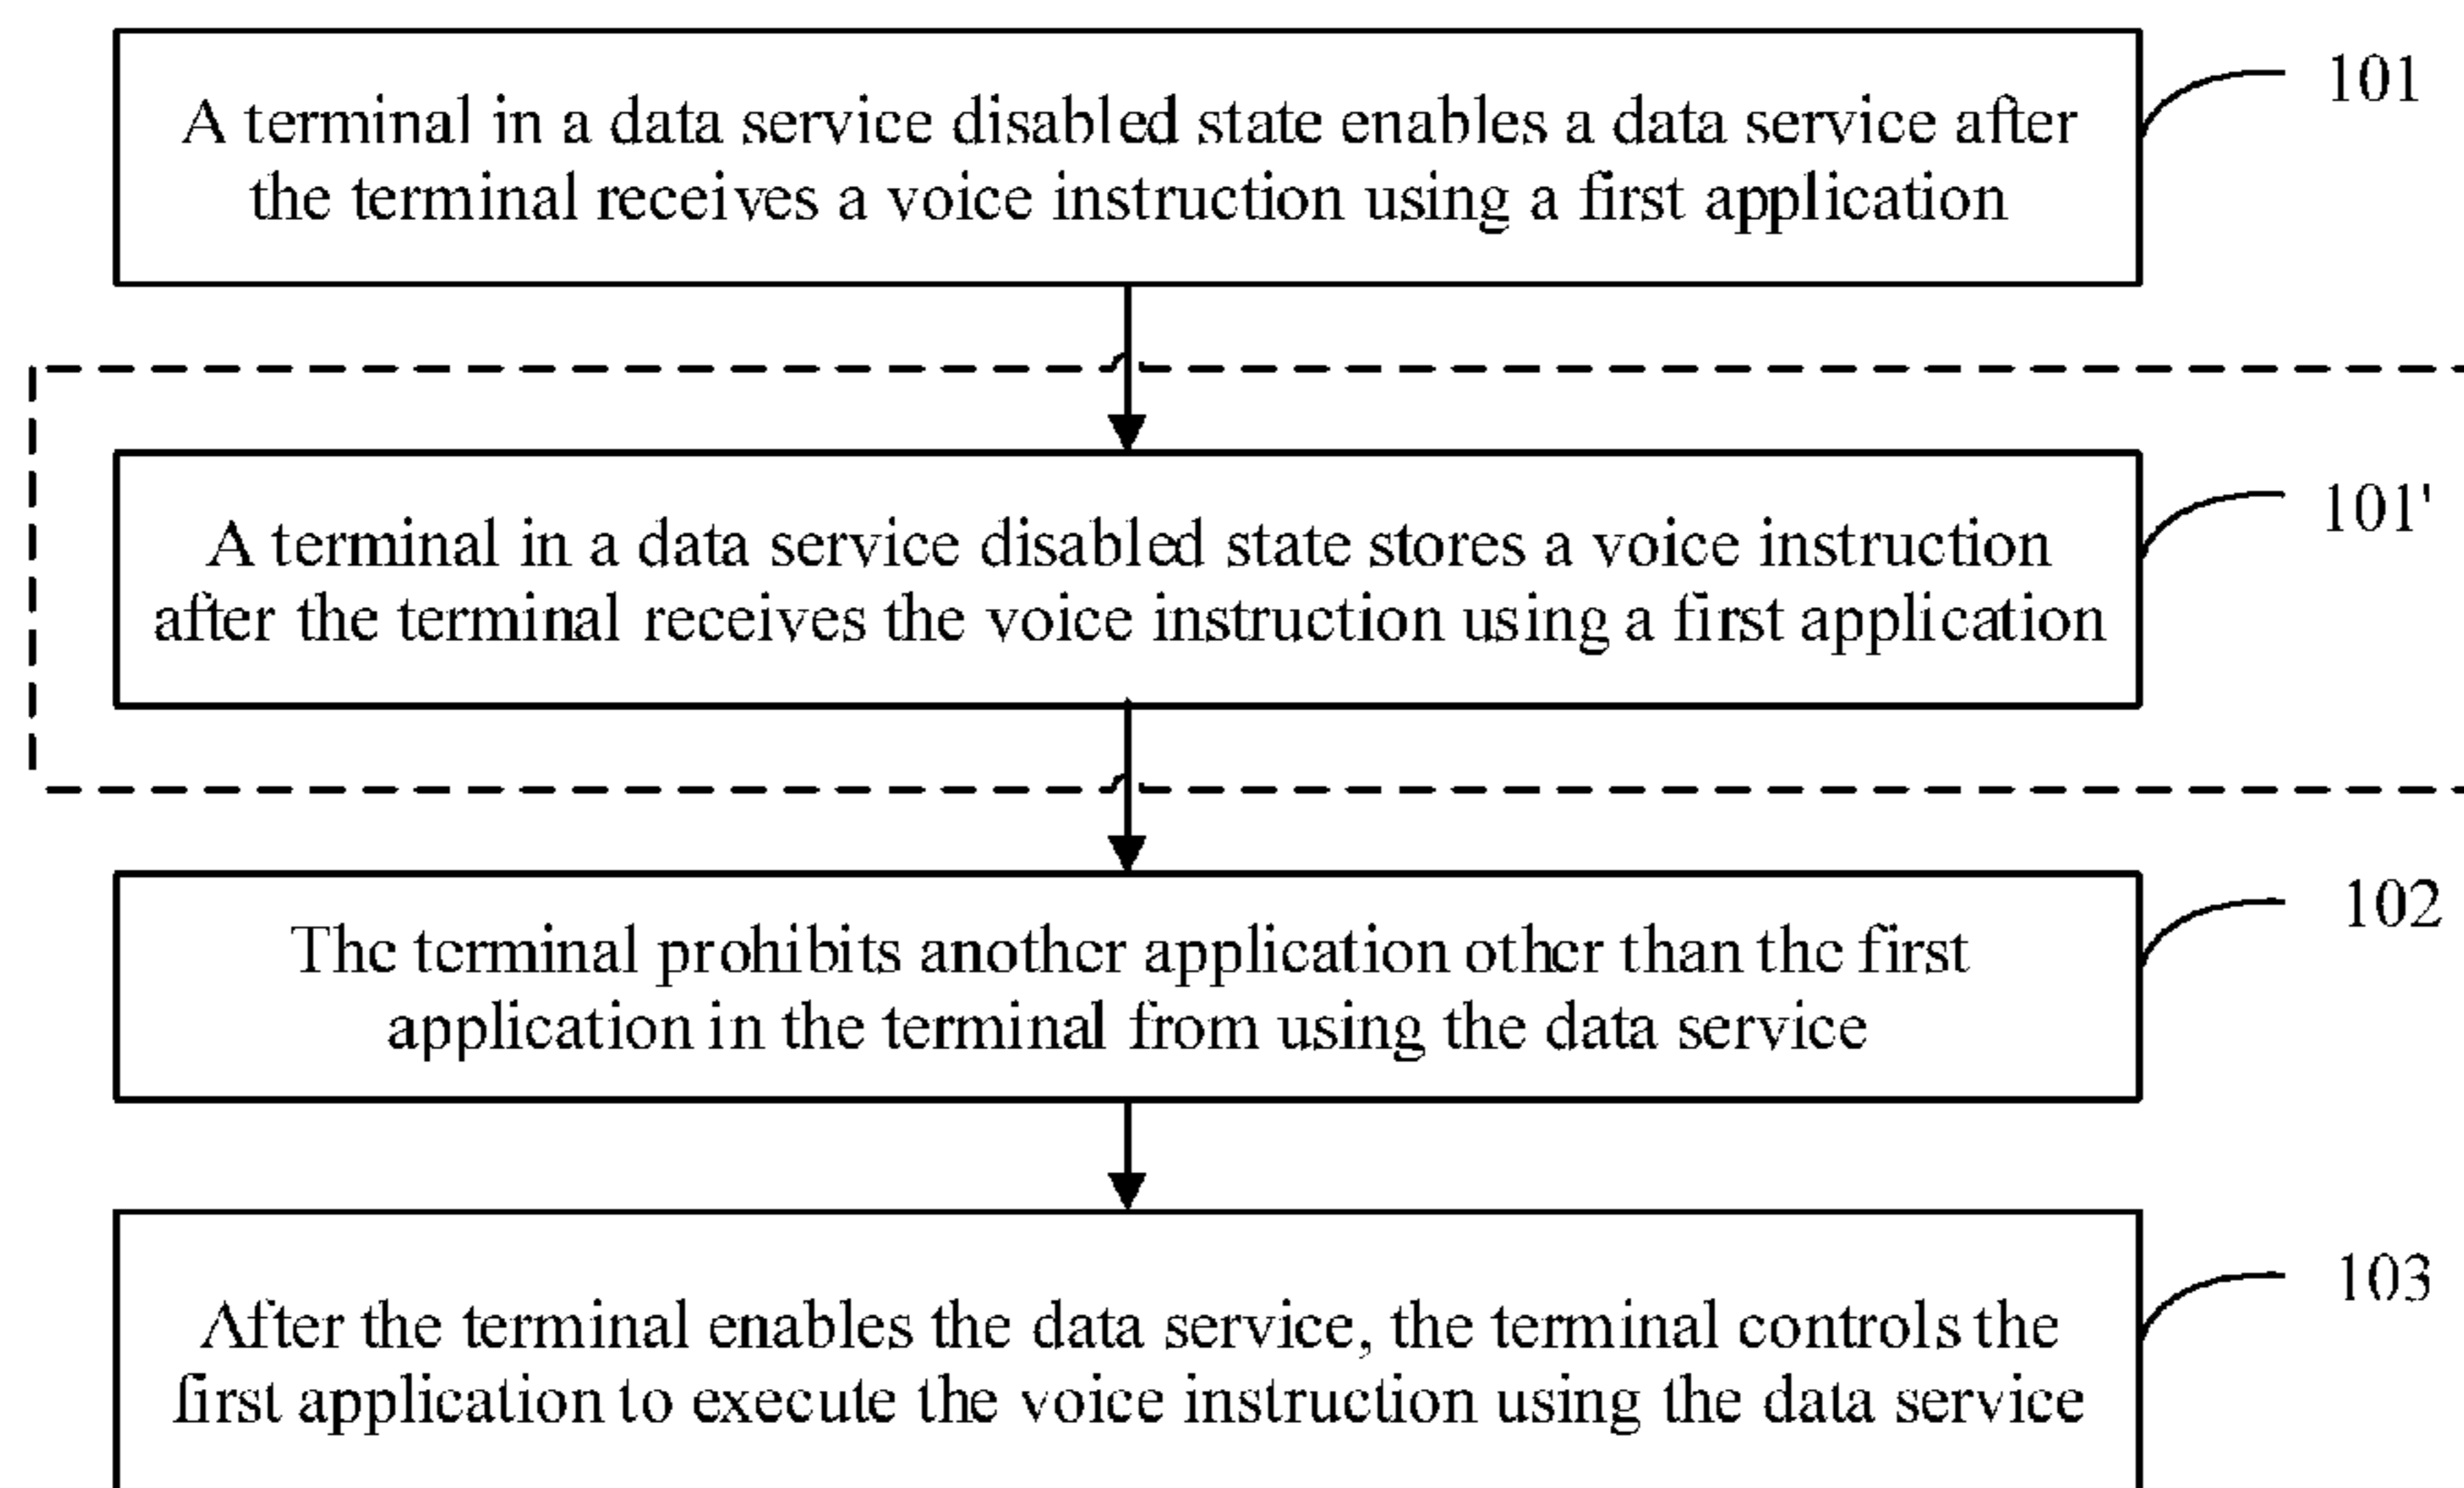 A terminal in a data service disabled state enables a data service after
the terminal receives a voice instruction using a first application
101
A terminal in a data service disabled state stores a voice instruction
after the terminal receives the voice instruction using a first application
101'
The terminal prohibits another application other than the first
application in the terminal from using the data service
102
After the terminal enables the data service, the terminal controls the
first application to execute the voice instruction using the data service
103